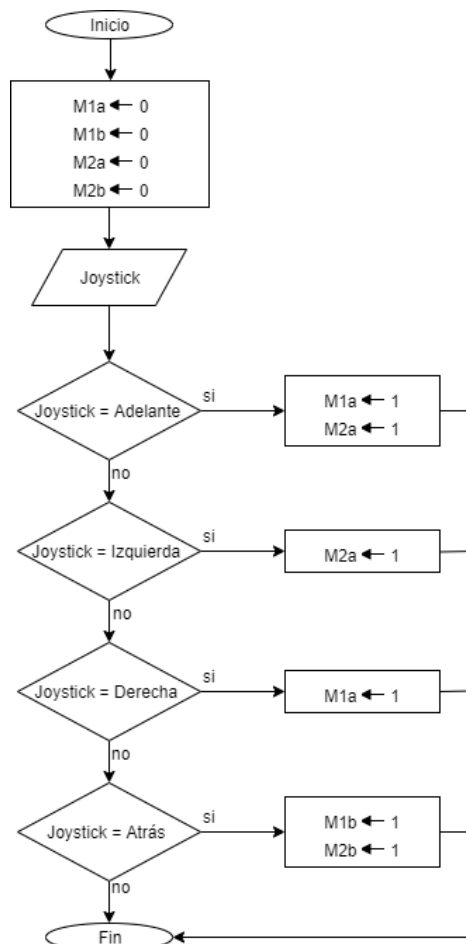 Inicio
M1a ← 0
M1b ← 0
M2a ← 0
M2b ← 0
Joystick
Joystick = Adelante
si
M1a ← 1
M2a ← 1
no
Joystick = Izquierda
si
M2a ← 1
no
Joystick = Derecha
si
M1a ← 1
no
Joystick = Atrás
si
M1b ← 1
M2b ← 1
no
Fin